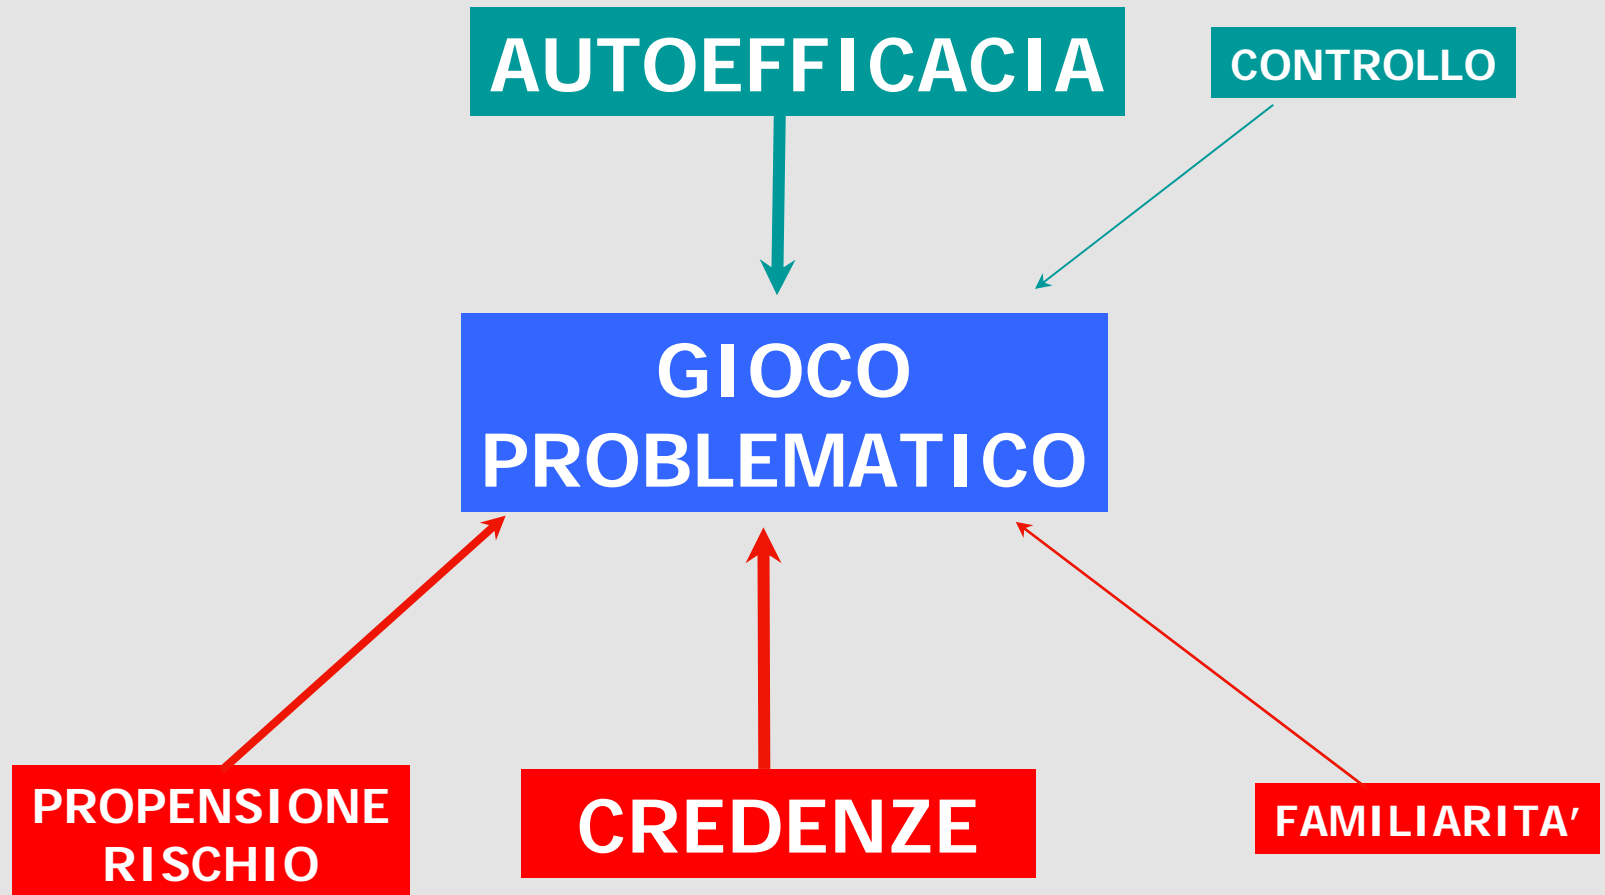 AUTOEFFICACIA
CONTROLLO
GIOCO
PROBLEMATICO
PROPENSIONE
RISCHIO
CREDENZE
FAMILIARITA’